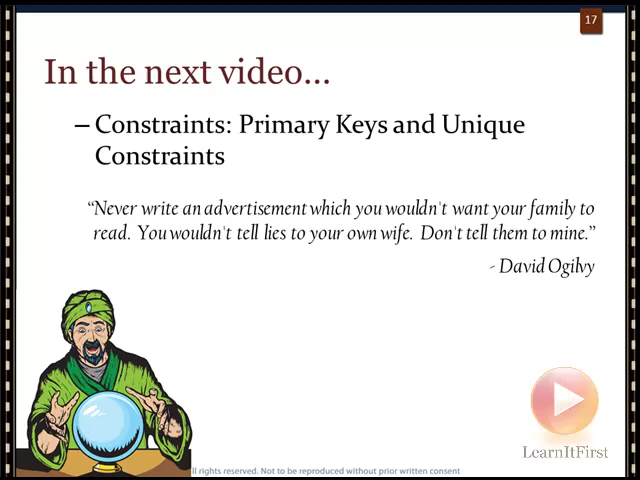 17
In the next video...
– Constraints: Primary Keys and Unique
Constraints
“Never write an advertisement which you wouldn't want your family to
read. You wouldn't tell lies to your own wife. Don't tell them to mine.”
- David Ogilvy
LearnItFirst
ll rights reserved. Not to be reproduced without prior written consent